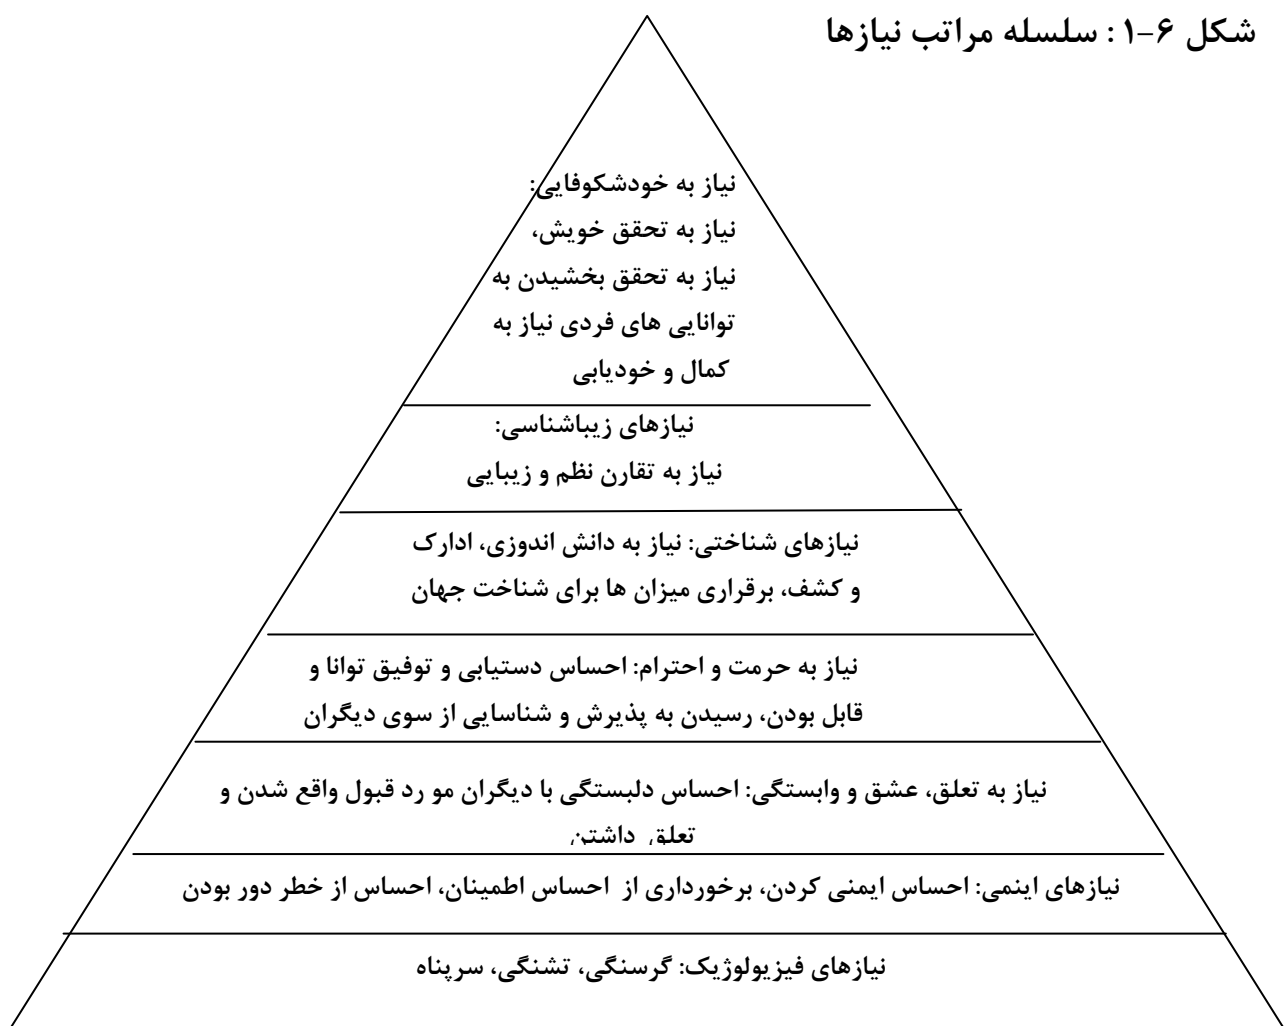 شکل ۶–۱ : سلسله مراتب نیازها
نیاز به خودشکوفایی:
نیاز به تحقق خویش،
نیاز به تحقق بخشیدن به
توانایی های فردی نیاز به
کمال و خودیابی
نیازهای زیباشناسی:
نیاز به تقارن نظم و زیبایی
نیازهای شناختی: نیاز به دانش اندوزی، ادارک
و کشف، برقراری میزان ها برای شناخت جهان
نیاز به حرمت و احترام: احساس دستیابی و توفیق توانا و
قابل بودن، رسیدن به پذیرش و شناسایی از سوی دیگران
نیاز به تعلق، عشق و وابستگی: احساس دلبستگی با دیگران مو رد قبول واقع شدن و
تعلق داشتن
نیازهای اینمی: احساس ایمنی کردن، برخورداری از احساس اطمینان، احساس از خطر دور بودن
نیازهای فیزیولوژیک: گرسنگی، تشنگی، سرپناه